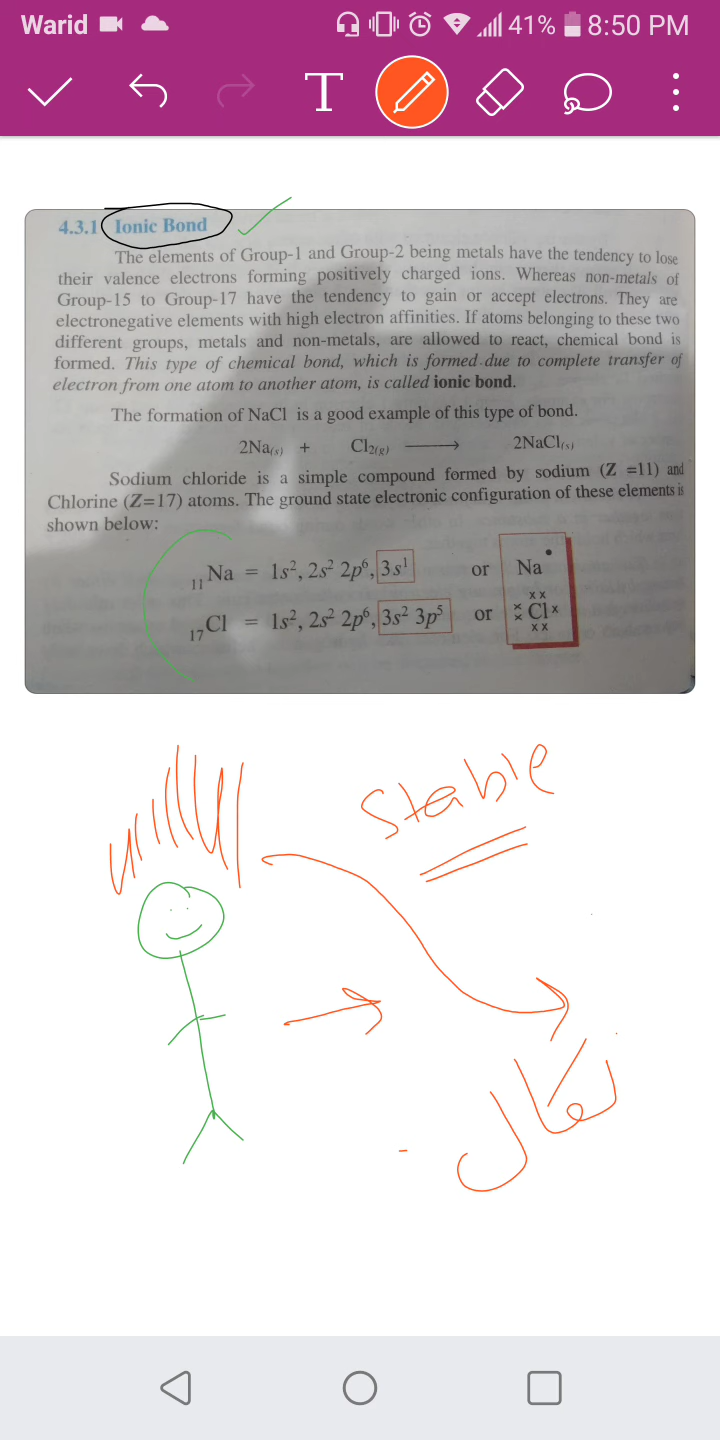 Warid 41% 8:50 PM
T
4.3.1 Ionic Bond
The elements of Group-1 and Group-2 being metals have the tendency to lose
their valence electrons forming positively charged ions. Whereas non-metals of
Group-15 to Group-17 have the tendency to gain or accept electrons. They are
electronegative elements with high electron affinities. If atoms belonging to these two
different groups, metals and non-metals, are allowed to react, chemical bond is
formed. This type of chemical bond, which is formed due to complete transfer of
electron from one atom to another atom, is called ionic bond.
The formation of NaCl is a good example of this type of bond.
2Na(s) + Cl2(g) ⟶ 2NaCl(s)
Sodium chloride is a simple compound formed by sodium (Z =11) and
Chlorine (Z=17) atoms. The ground state electronic configuration of these elements is
shown below:
₁₁Na = 1s², 2s² 2p⁶, 3s¹ or Na •
₁₇Cl = 1s², 2s² 2p⁶, 3s² 3p⁵ or xx xx Cl x xx
Stable